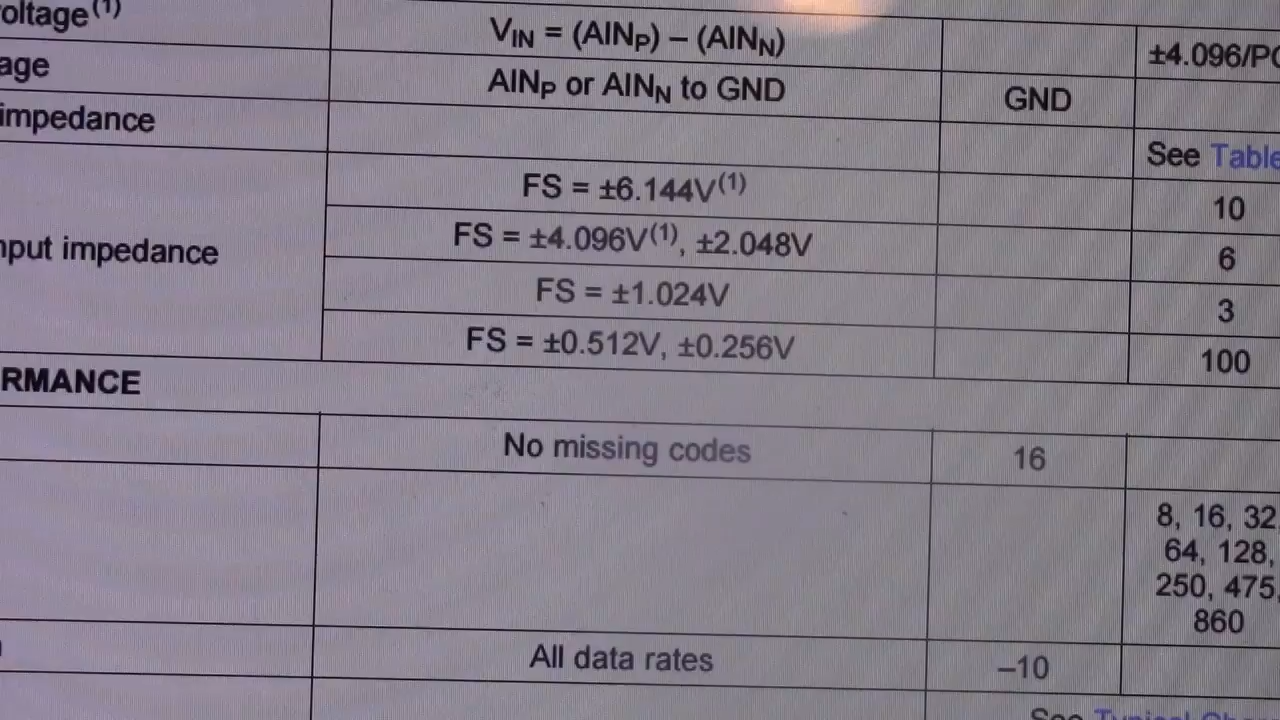 oltage(1) VIN = (AINP) – (AINN) ±4.096/PG
age AINP or AINN to GND GND
impedance See Table
FS = ±6.144V(1) 10
nput impedance FS = ±4.096V(1), ±2.048V 6
FS = ±1.024V 3
FS = ±0.512V, ±0.256V 100
RMANCE
No missing codes 16
8, 16, 32,
64, 128,
250, 475,
860
All data rates –10
See Typical Cha